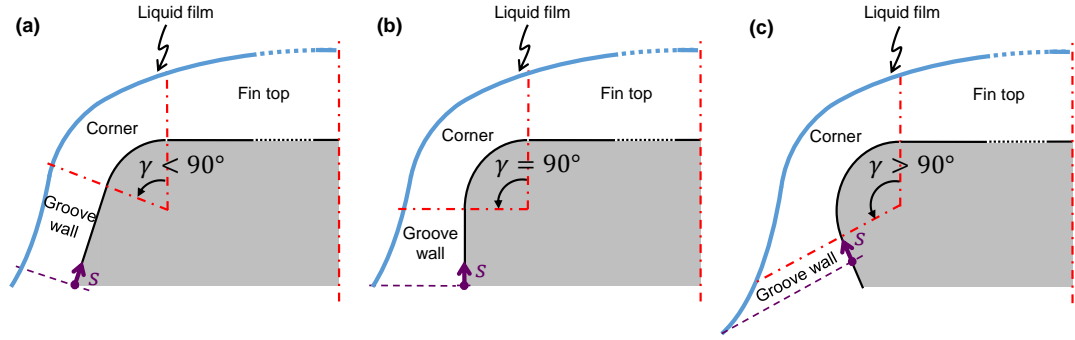 (a)
Liquid film
Fin top
Corner
γ < 90°
Groove
wall
s
(b)
Liquid film
Fin top
Corner
γ = 90°
Groove
wall
s
(c)
Liquid film
Fin top
Corner
γ > 90°
Groove wall
s